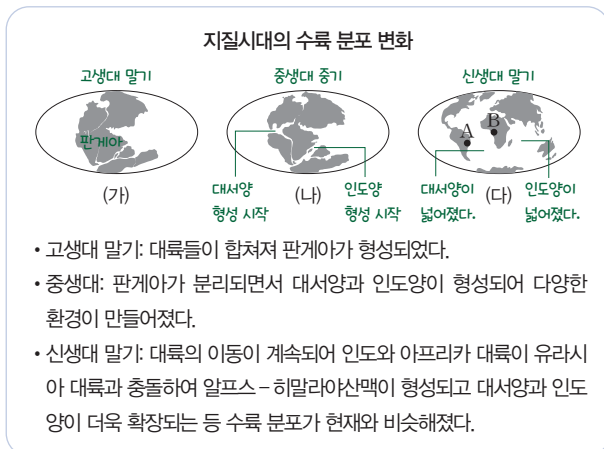 지질시대의 수륙 분포 변화
고생대 말기 중생대 중기 신생대 말기
판게아 A B
(가) (나) (다)
대서양 인도양 대서양이 인도양이
형성 시작 형성 시작 넓어졌다. 넓어졌다.
• 고생대 말기: 대륙들이 합쳐져 판게아가 형성되었다.
• 중생대: 판게아가 분리되면서 대서양과 인도양이 형성되어 다양한
환경이 만들어졌다.
• 신생대 말기: 대륙의 이동이 계속되어 인도와 아프리카 대륙이 유라시
아 대륙과 충돌하여 알프스-히말라야산맥이 형성되고 대서양과 인도
양이 더욱 확장되는 등 수륙 분포가 현재와 비슷해졌다.